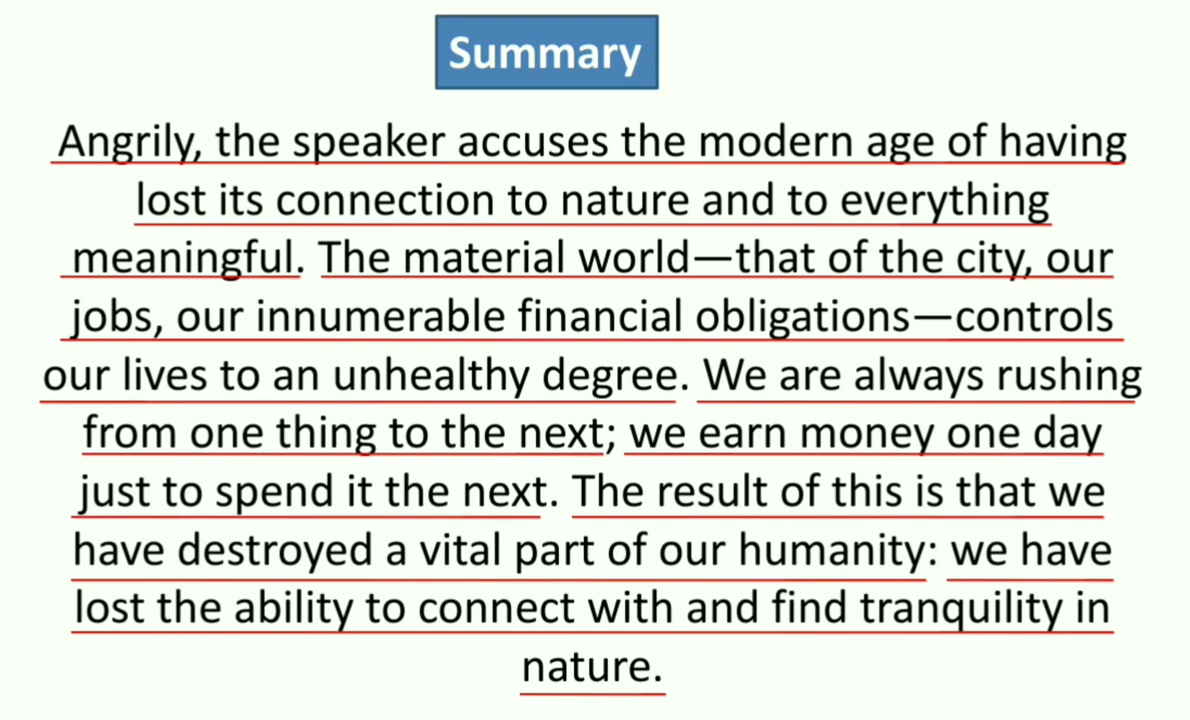 Summary
Angrily, the speaker accuses the modern age of having
lost its connection to nature and to everything
meaningful. The material world—that of the city, our
jobs, our innumerable financial obligations—controls
our lives to an unhealthy degree. We are always rushing
from one thing to the next; we earn money one day
just to spend it the next. The result of this is that we
have destroyed a vital part of our humanity: we have
lost the ability to connect with and find tranquility in
nature.